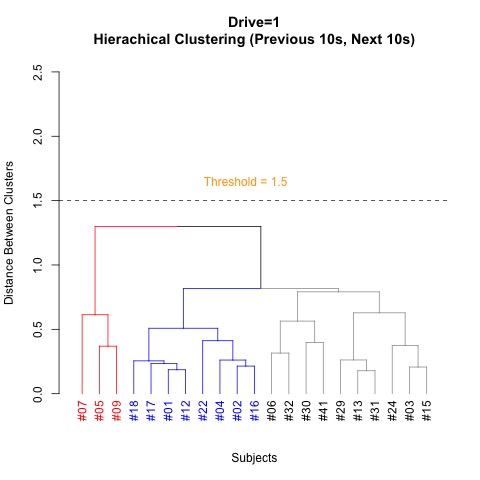 Drive=1
Hierachical Clustering (Previous 10s, Next 10s)
2.5
2.0
1.5
1.0
0.5
0.0
Distance Between Clusters
Threshold = 1.5
#07 #05 #09 #18 #17 #01 #12 #22 #04 #02 #16 #06 #32 #30 #41 #29 #13 #31 #24 #03 #15
Subjects